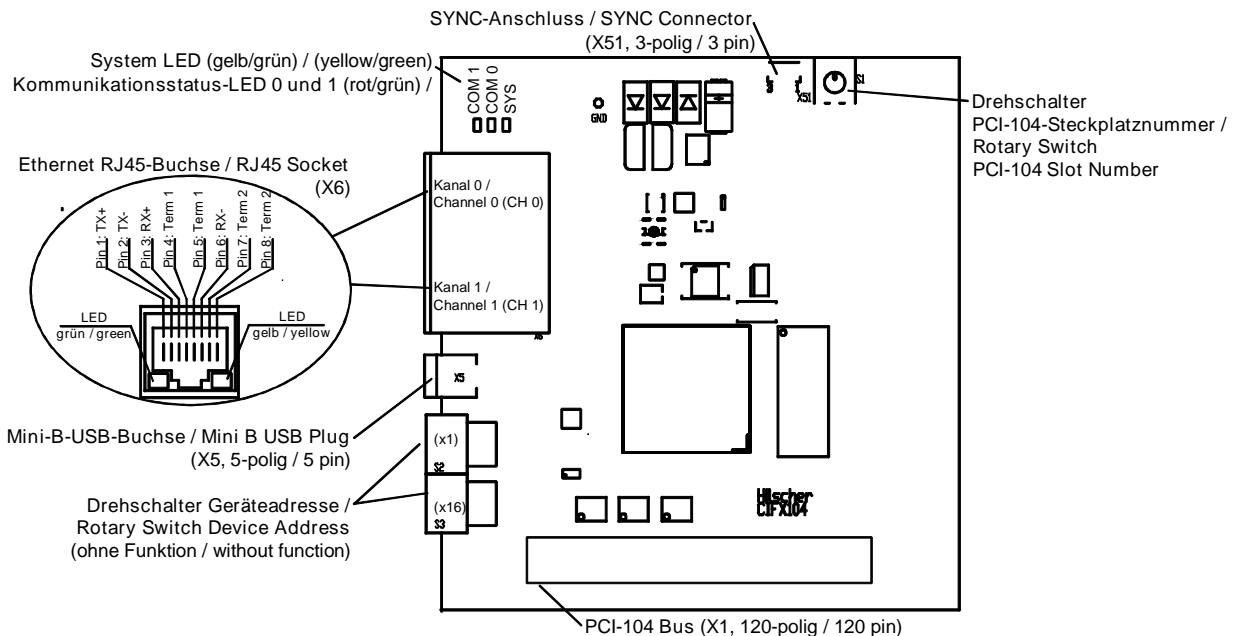 SYNC-Anschluss / SYNC Connector
(X51, 3-polig / 3 pin)
System LED (gelb/grün) / (yellow/green)
Kommunikationsstatus-LED 0 und 1 (rot/grün) /
COM 1
COM 0
SYS
GND
X51
S1
Drehschalter
PCI-104-Steckplatznummer /
Rotary Switch
PCI-104 Slot Number
Ethernet RJ45-Buchse / RJ45 Socket
(X6)
Pin 1: TX+
Pin 2: TX-
Pin 3: RX+
Pin 4: Term 1
Pin 5: Term 1
Pin 6: RX-
Pin 7: Term 2
Pin 8: Term 2
Kanal 0 /
Channel 0 (CH 0)
Kanal 1 /
Channel 1 (CH 1)
LED
grün / green
LED
gelb / yellow
X6
X5
Mini-B-USB-Buchse / Mini B USB Plug
(X5, 5-polig / 5 pin)
(x1)
S2
Drehschalter Geräteadresse /
Rotary Switch Device Address
(ohne Funktion / without function)
(x16)
S3
Hilscher
CIFX104
PCI-104 Bus (X1, 120-polig / 120 pin)